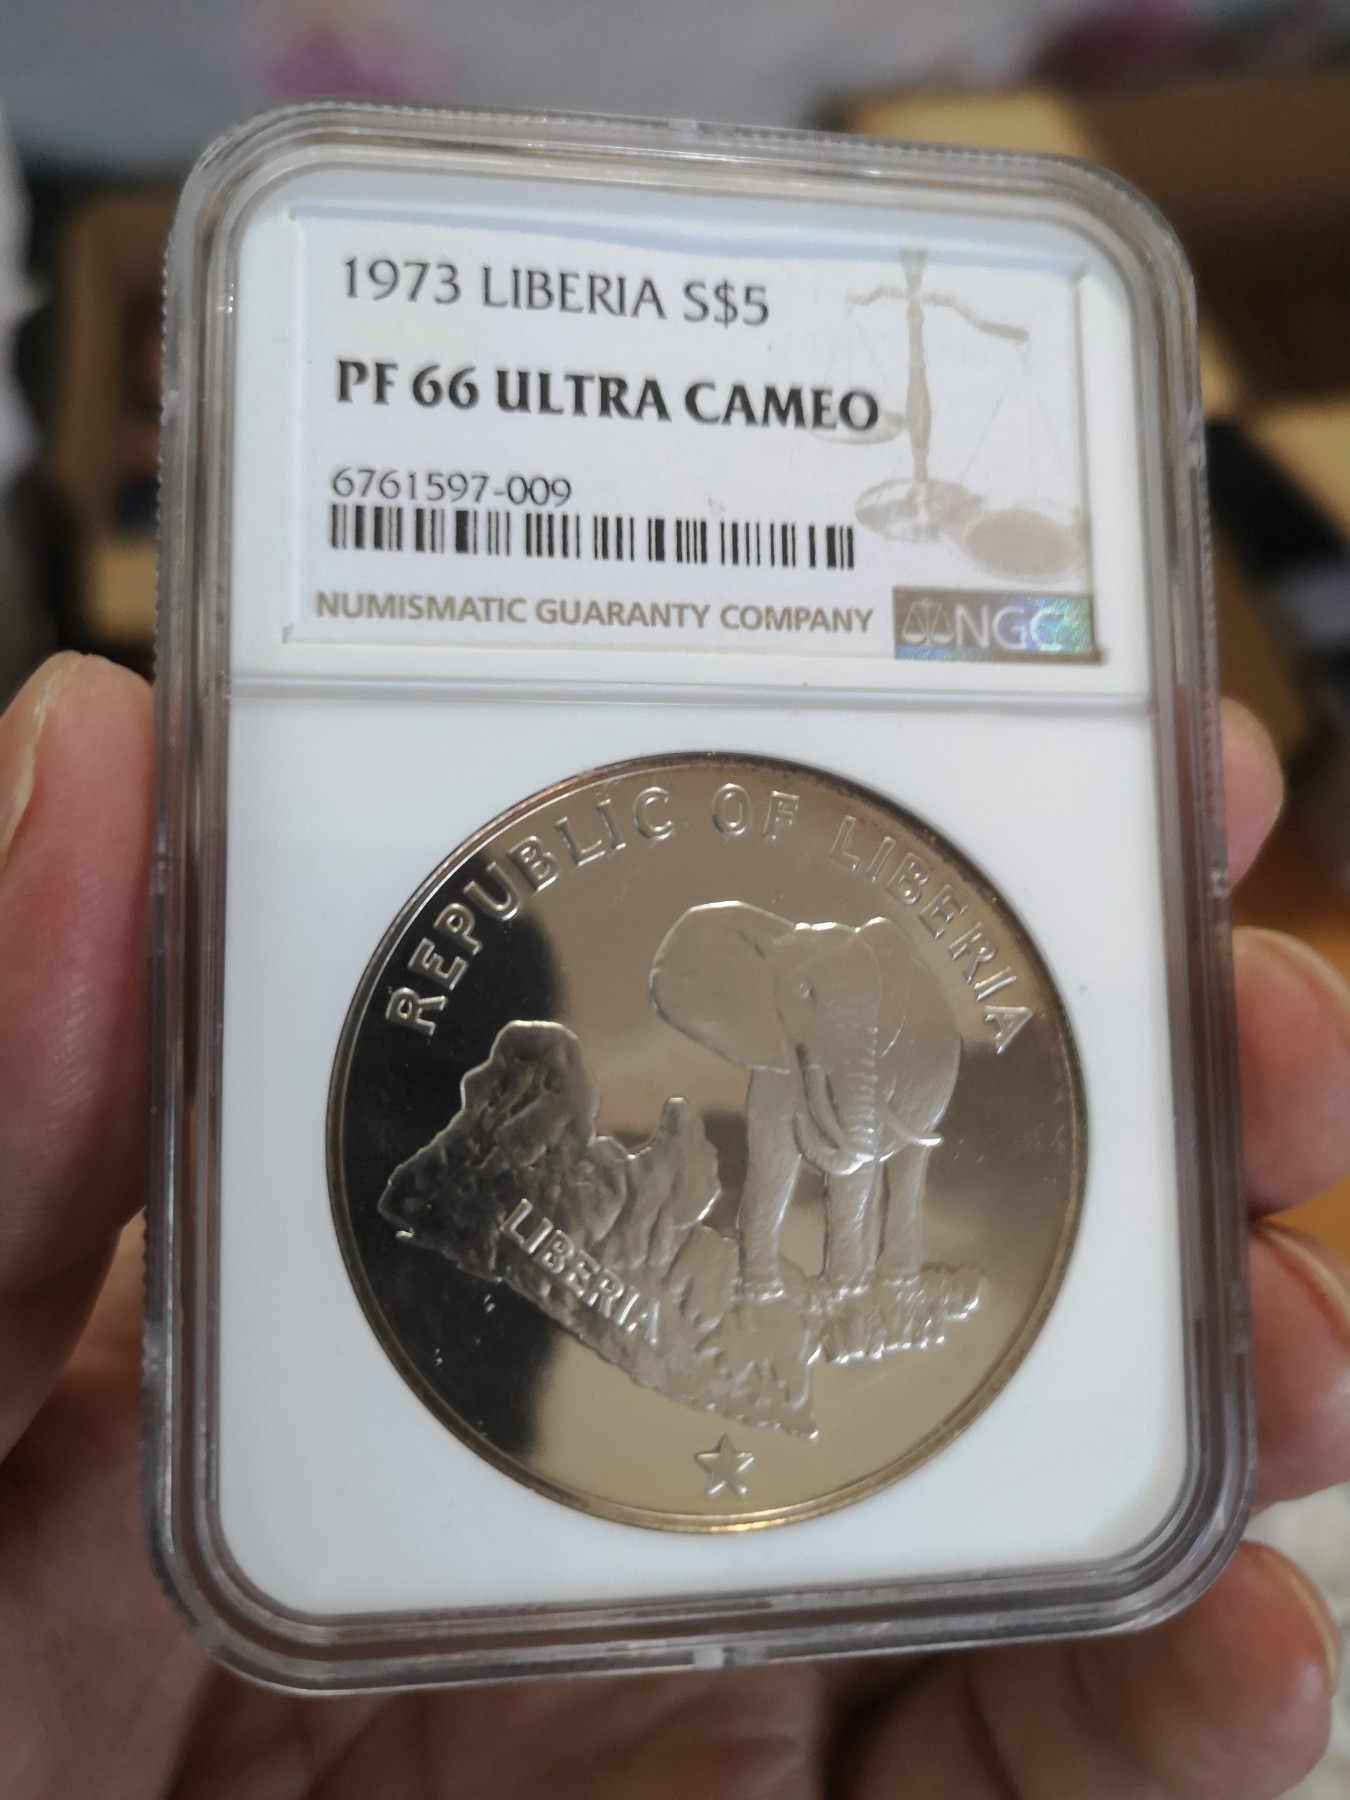 1973 LIBERIA S$5
PF 66 ULTRA CAMEO
6761597-009
NUMISMATIC GUARANTY COMPANY
NGC
REPUBLIC OF LIBERIA
LIBERIA